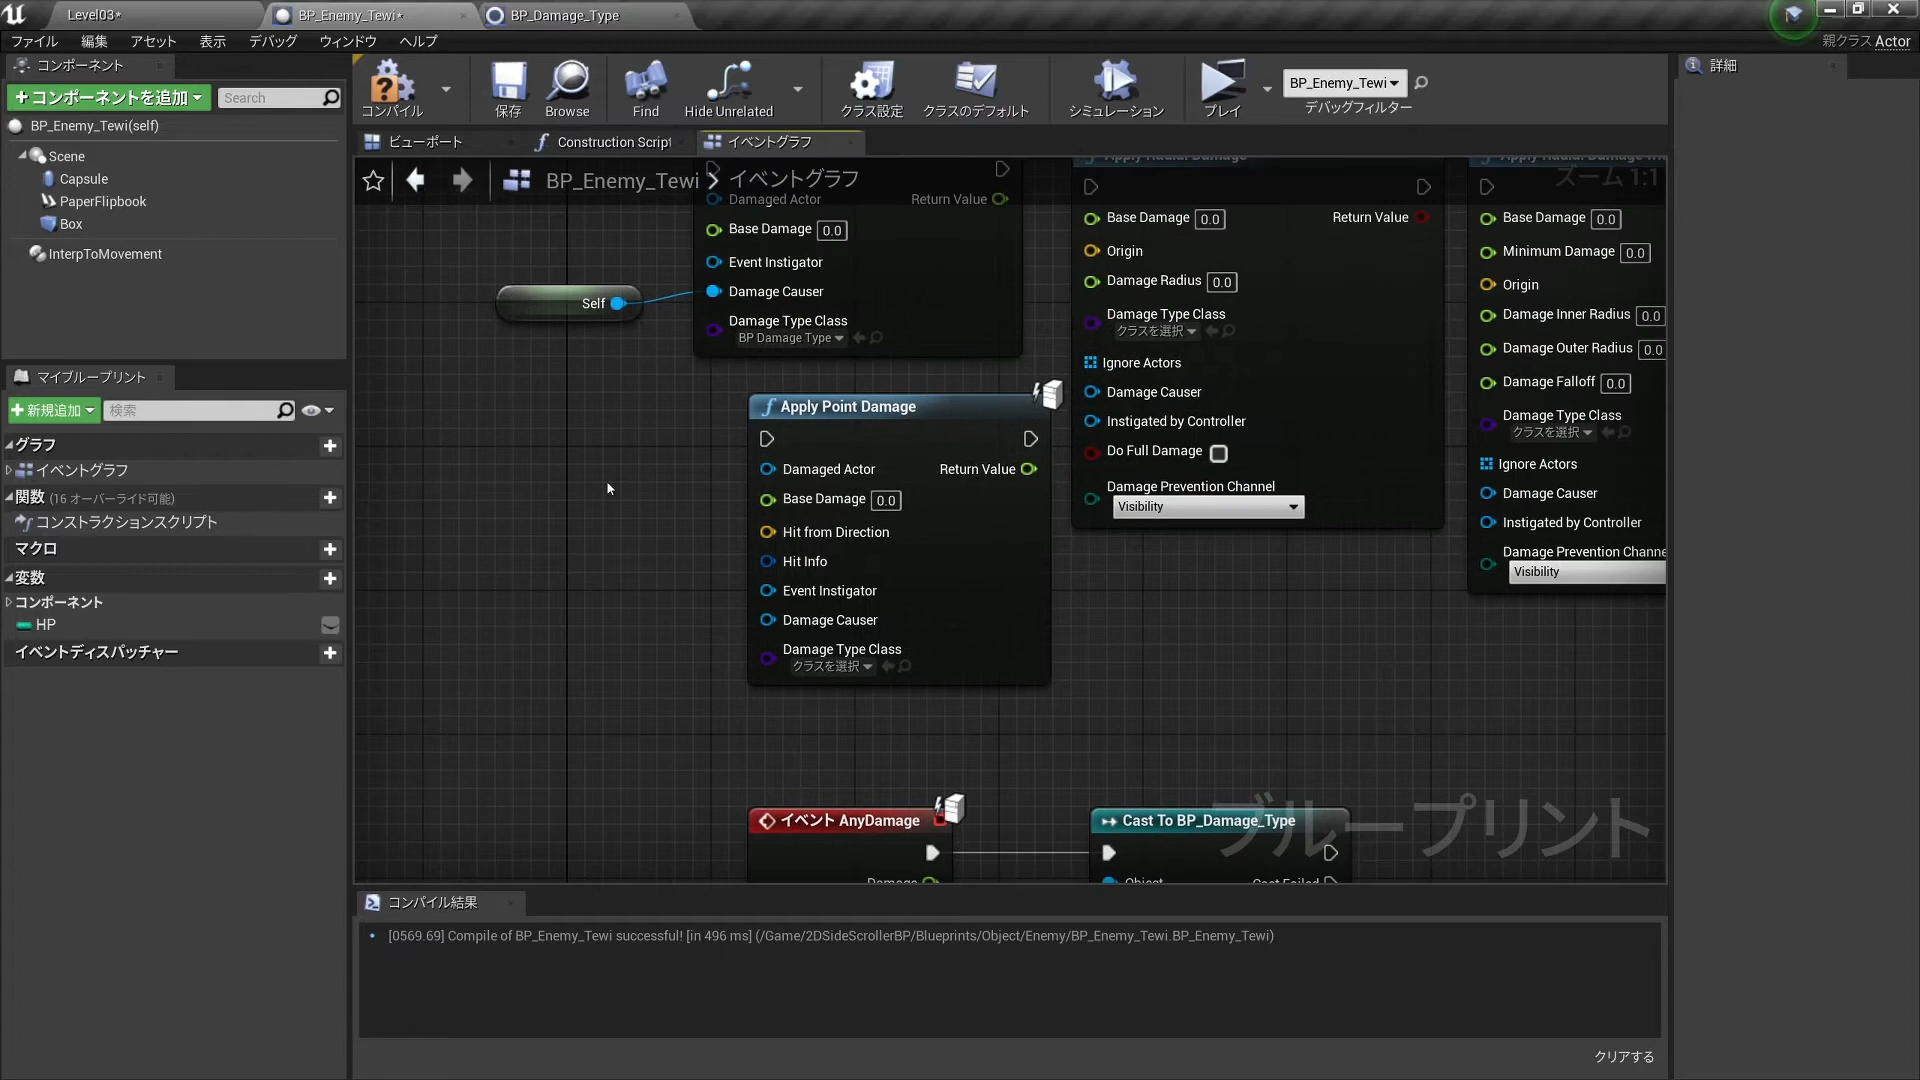 Level03*
BP_Enemy_Tewi*
BP_Damage_Type
ファイル 編集 アセット 表示 デバッグ ウィンドウ ヘルプ
親クラス Actor
コンポーネント
+コンポーネントを追加
Search
BP_Enemy_Tewi(self)
Scene
Capsule
PaperFlipbook
Box
InterpToMovement
コンパイル
保存
Browse
Find
Hide Unrelated
クラス設定
クラスのデフォルト
シミュレーション
プレイ
BP_Enemy_Tewi
デバッグフィルター
詳細
ビューポート
Construction Script
イベントグラフ
BP_Enemy_Tewi > イベントグラフ
ズーム 1:1
Damaged Actor
Return Value
Base Damage 0.0
Event Instigator
Damage Causer
Damage Type Class
BP Damage Type
Self
Apply Radial Damage
Base Damage 0.0
Return Value
Origin
Damage Radius 0.0
Damage Type Class
クラスを選択
Ignore Actors
Damage Causer
Instigated by Controller
Do Full Damage
Damage Prevention Channel
Visibility
Base Damage 0.0
Minimum Damage 0.0
Origin
Damage Inner Radius 0.0
Damage Outer Radius 0.0
Damage Falloff 0.0
Damage Type Class
クラスを選択
Ignore Actors
Damage Causer
Instigated by Controller
Damage Prevention Channe
Visibility
Apply Point Damage
Damaged Actor
Return Value
Base Damage 0.0
Hit from Direction
Hit Info
Event Instigator
Damage Causer
Damage Type Class
クラスを選択
イベント AnyDamage
Damage
Cast To BP_Damage_Type
Object
Cast Failed
ブループリント
マイブループリント
+新規追加
検索
グラフ
イベントグラフ
関数 (16 オーバーライド可能)
コンストラクションスクリプト
マクロ
変数
コンポーネント
HP
イベントディスパッチャー
コンパイル結果
[0569.69] Compile of BP_Enemy_Tewi successful! [in 496 ms] (/Game/2DSideScrollerBP/Blueprints/Object/Enemy/BP_Enemy_Tewi.BP_Enemy_Tewi)
クリアする